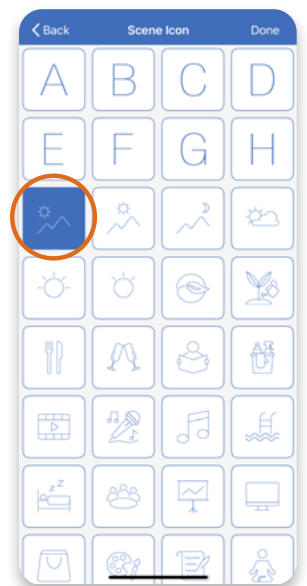 Back Scene Icon Done
A B C D
E F G H
z z z